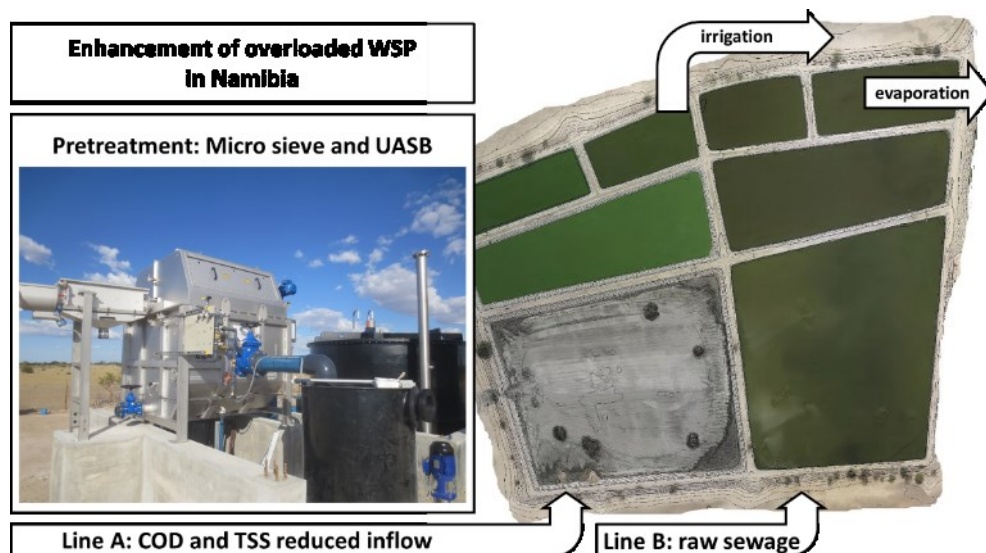 Enhancement of overloaded WSP
in Namibia
Pretreatment: Micro sieve and UASB
irrigation
evaporation
Line A: COD and TSS reduced inflow
Line B: raw sewage